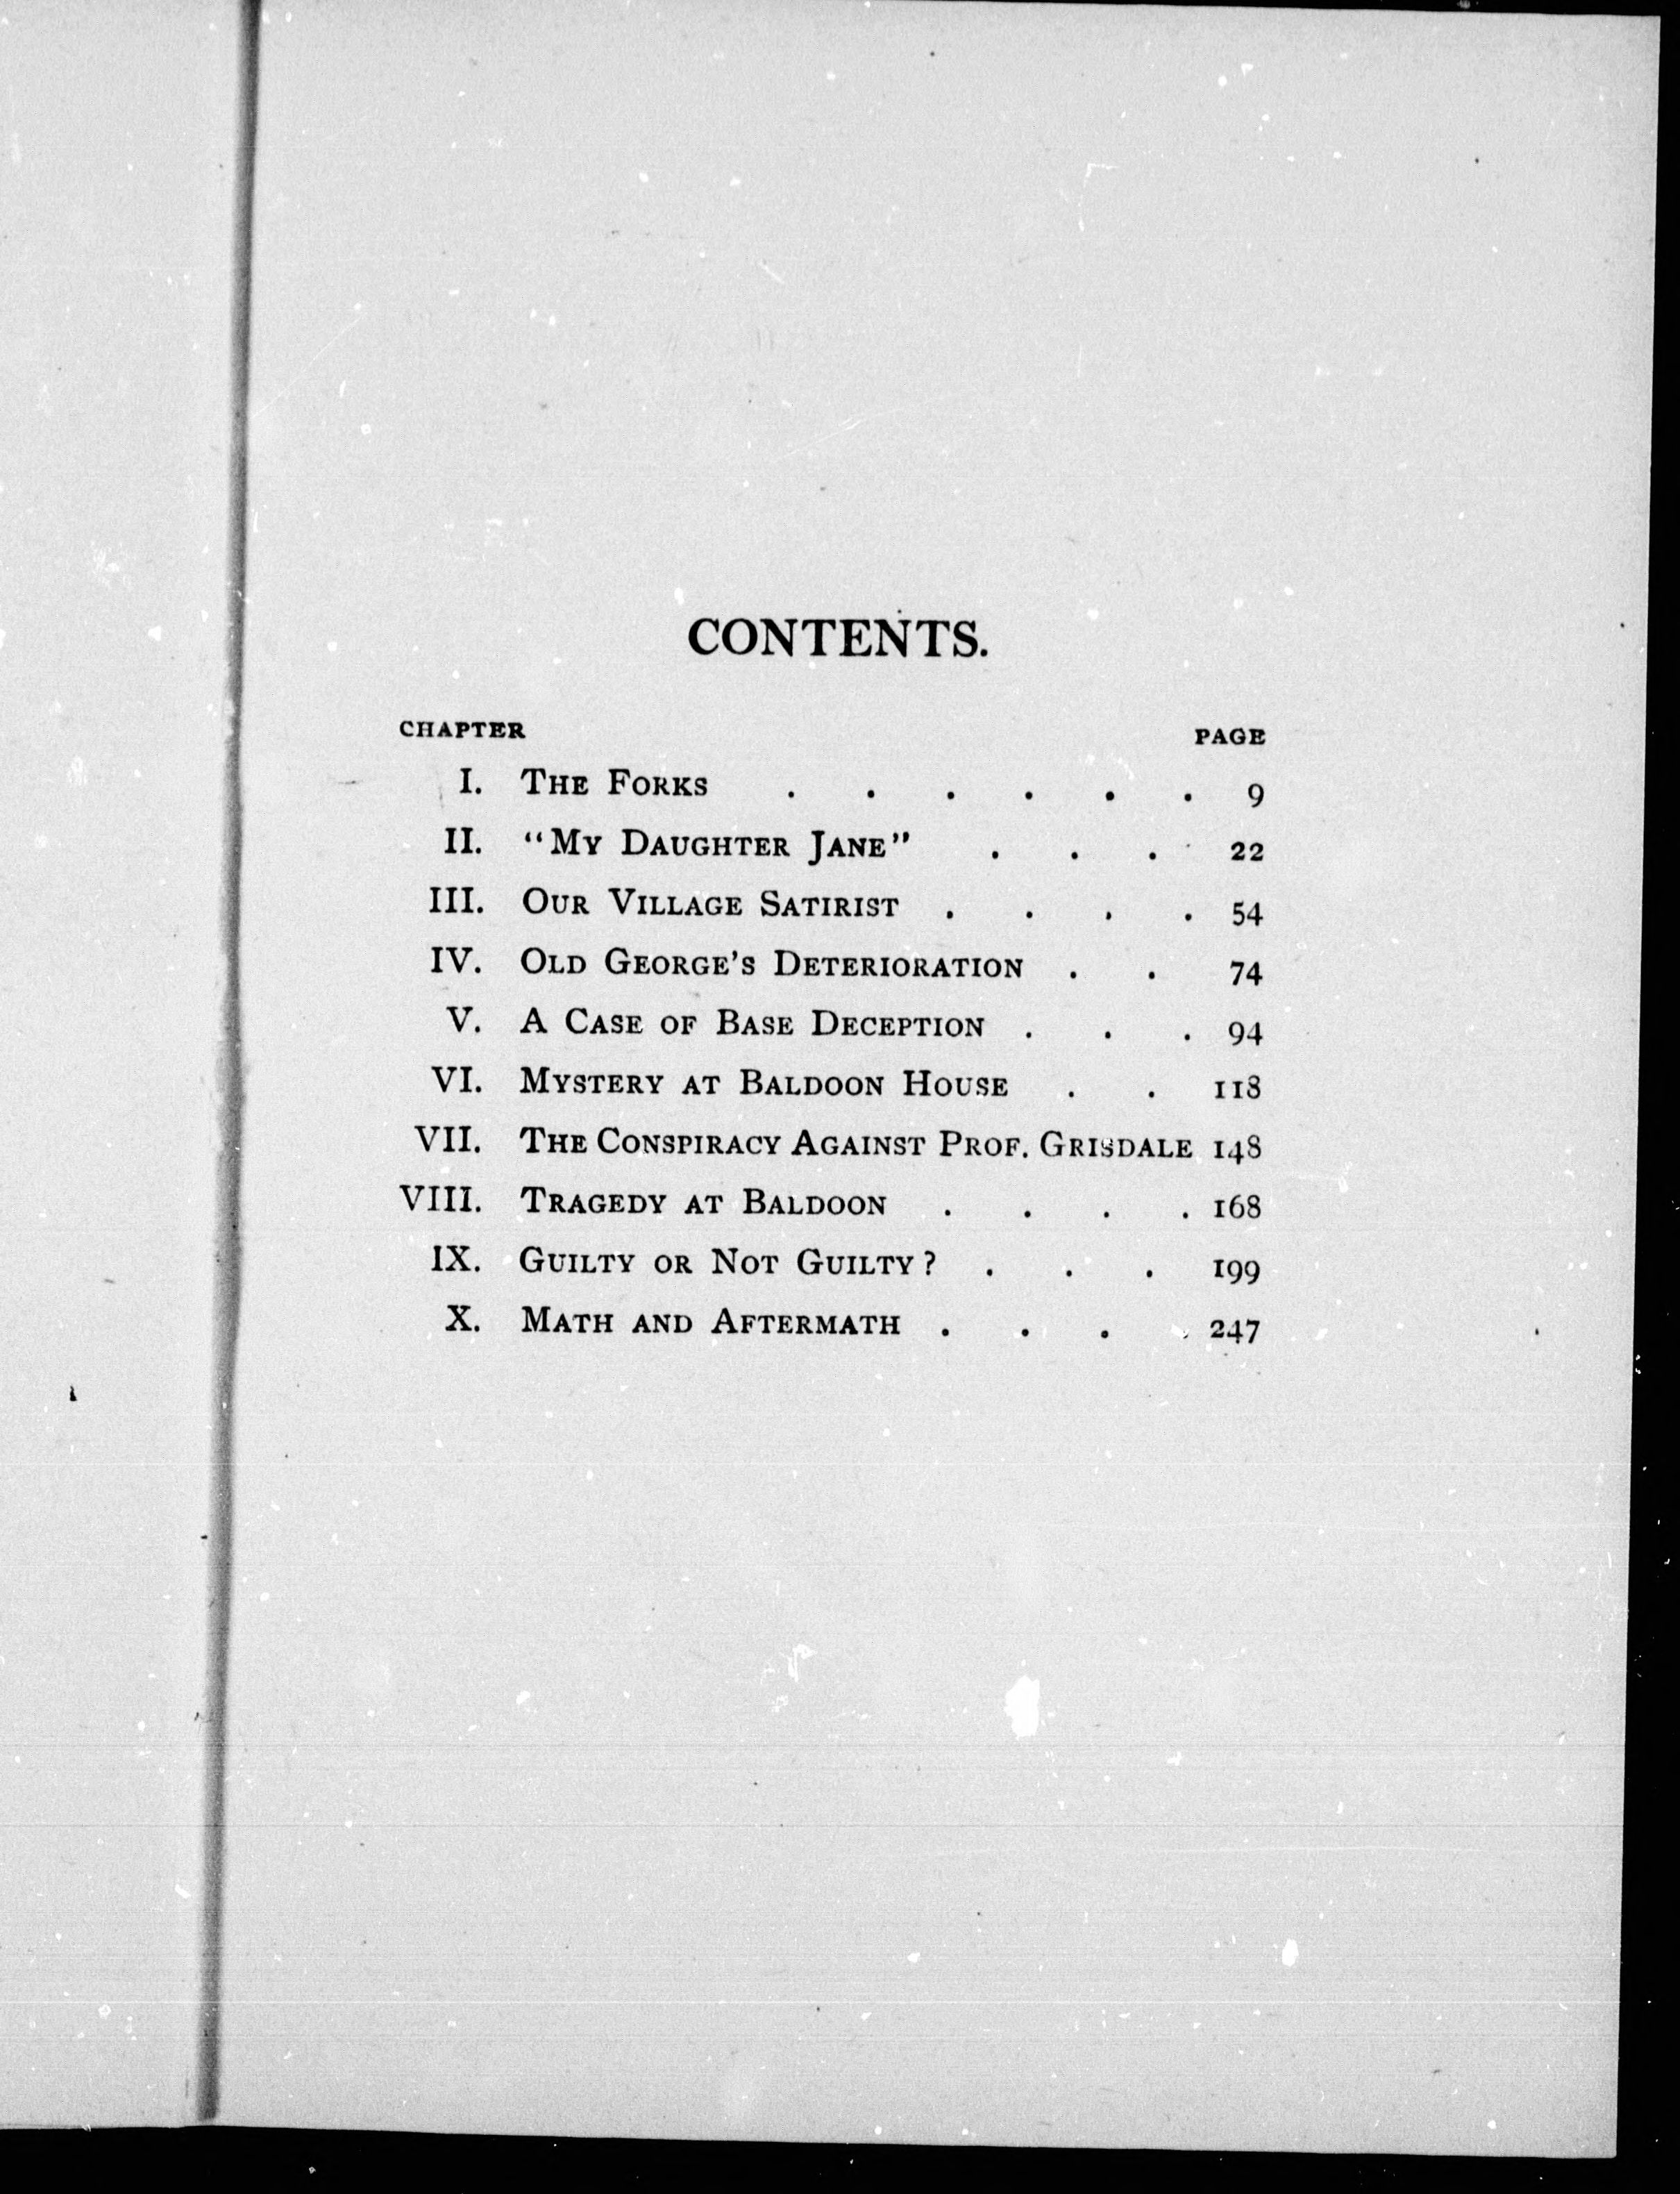 CONTENTS.
CHAPTER PAGE
I. THE FORKS . . . . . . 9
II. "MY DAUGHTER JANE" . . . 22
III. OUR VILLAGE SATIRIST . . . . 54
IV. OLD GEORGE'S DETERIORATION . . 74
V. A CASE OF BASE DECEPTION . . . 94
VI. MYSTERY AT BALDOON HOUSE . . 118
VII. THE CONSPIRACY AGAINST PROF. GRISDALE 148
VIII. TRAGEDY AT BALDOON . . . . 168
IX. GUILTY OR NOT GUILTY? . . . 199
X. MATH AND AFTERMATH . . . . 247